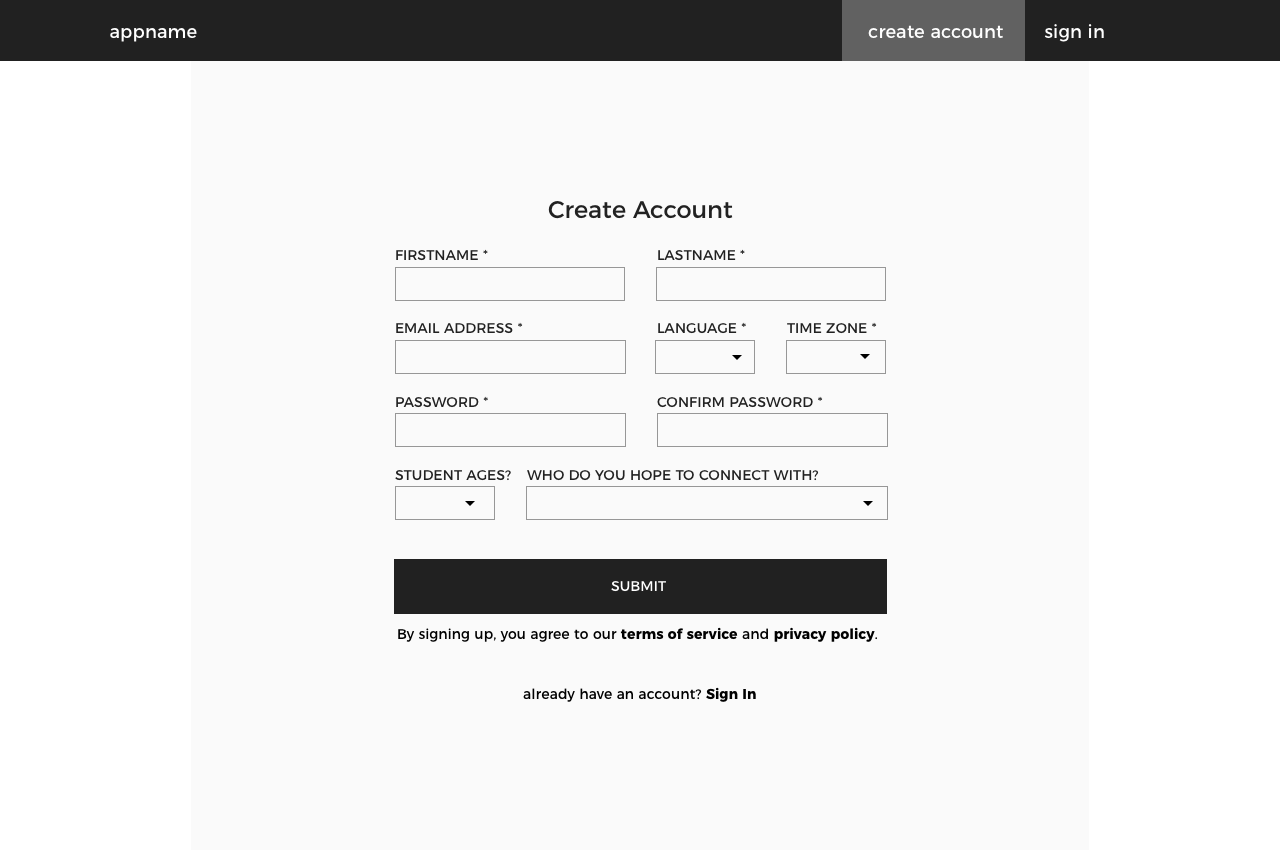 appname create account sign in
Create Account
FIRSTNAME * LASTNAME *
EMAIL ADDRESS * LANGUAGE * TIME ZONE *
PASSWORD * CONFIRM PASSWORD *
STUDENT AGES? WHO DO YOU HOPE TO CONNECT WITH?
SUBMIT
By signing up, you agree to our terms of service and privacy policy.
already have an account? Sign In